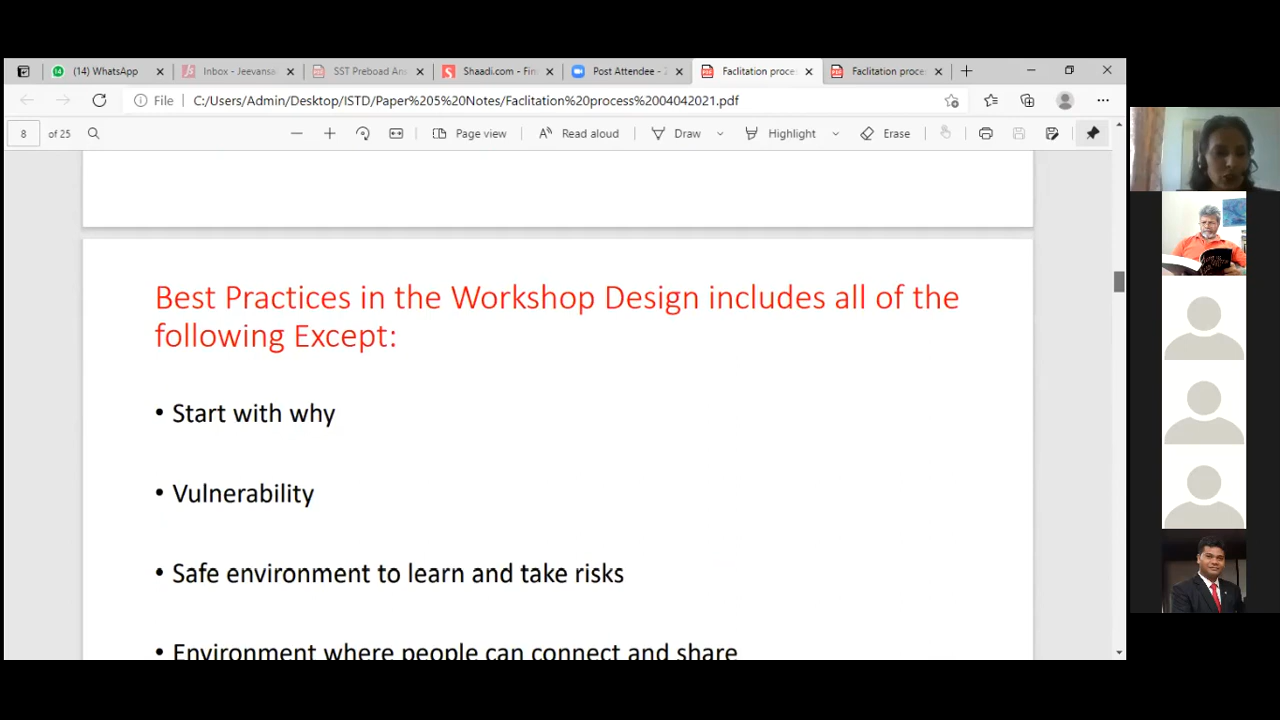 (14) WhatsApp
Inbox - Jeevansa
SST Preboad An
Shaadi.com - Fin
Post Attendee - 2
Faclitation proce
Faclitation proce
File
C:/Users/Admin/Desktop/ISTD/Paper%205%20Notes/Faclitation%20process%2004042021.pdf
8 of 25
Page view
Read aloud
Draw
Highlight
Erase
Best Practices in the Workshop Design includes all of the
following Except:
• Start with why
• Vulnerability
• Safe environment to learn and take risks
• Environment where people can connect and share